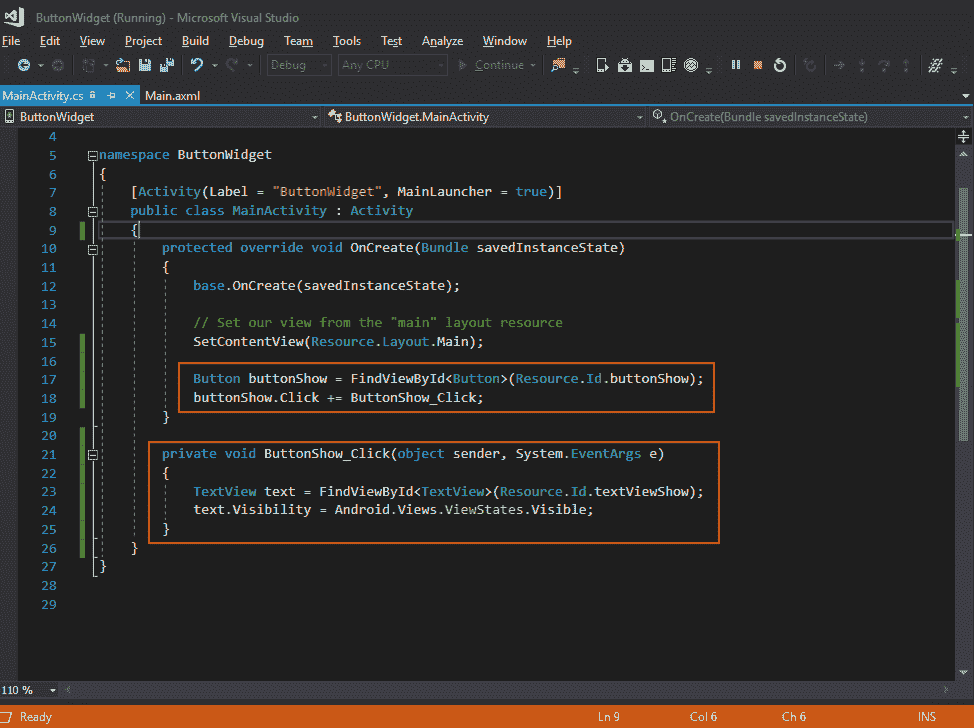 ButtonWidget (Running) - Microsoft Visual Studio
File Edit View Project Build Debug Team Tools Test Analyze Window Help
Debug Any CPU Continue
MainActivity.cs Main.axml
ButtonWidget ButtonWidget.MainActivity OnCreate(Bundle savedInstanceState)
4
5 namespace ButtonWidget
6 {
7 [Activity(Label = "ButtonWidget", MainLauncher = true)]
8 public class MainActivity : Activity
9 {
10 protected override void OnCreate(Bundle savedInstanceState)
11 {
12 base.OnCreate(savedInstanceState);
13
14 // Set our view from the "main" layout resource
15 SetContentView(Resource.Layout.Main);
16
17 Button buttonShow = FindViewById<Button>(Resource.Id.buttonShow);
18 buttonShow.Click += ButtonShow_Click;
19 }
20
21 private void ButtonShow_Click(object sender, System.EventArgs e)
22 {
23 TextView text = FindViewById<TextView>(Resource.Id.textViewShow);
24 text.Visibility = Android.Views.ViewStates.Visible;
25 }
26 }
27 }
28
29
110 %
Ready Ln 9 Col 6 Ch 6 INS